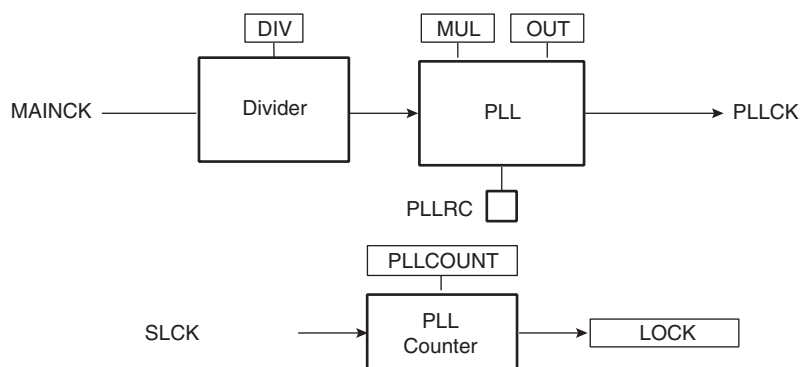 DIV
MUL
OUT
MAINCK
Divider
PLL
PLLCK
PLLRC
PLLCOUNT
SLCK
PLL
Counter
LOCK